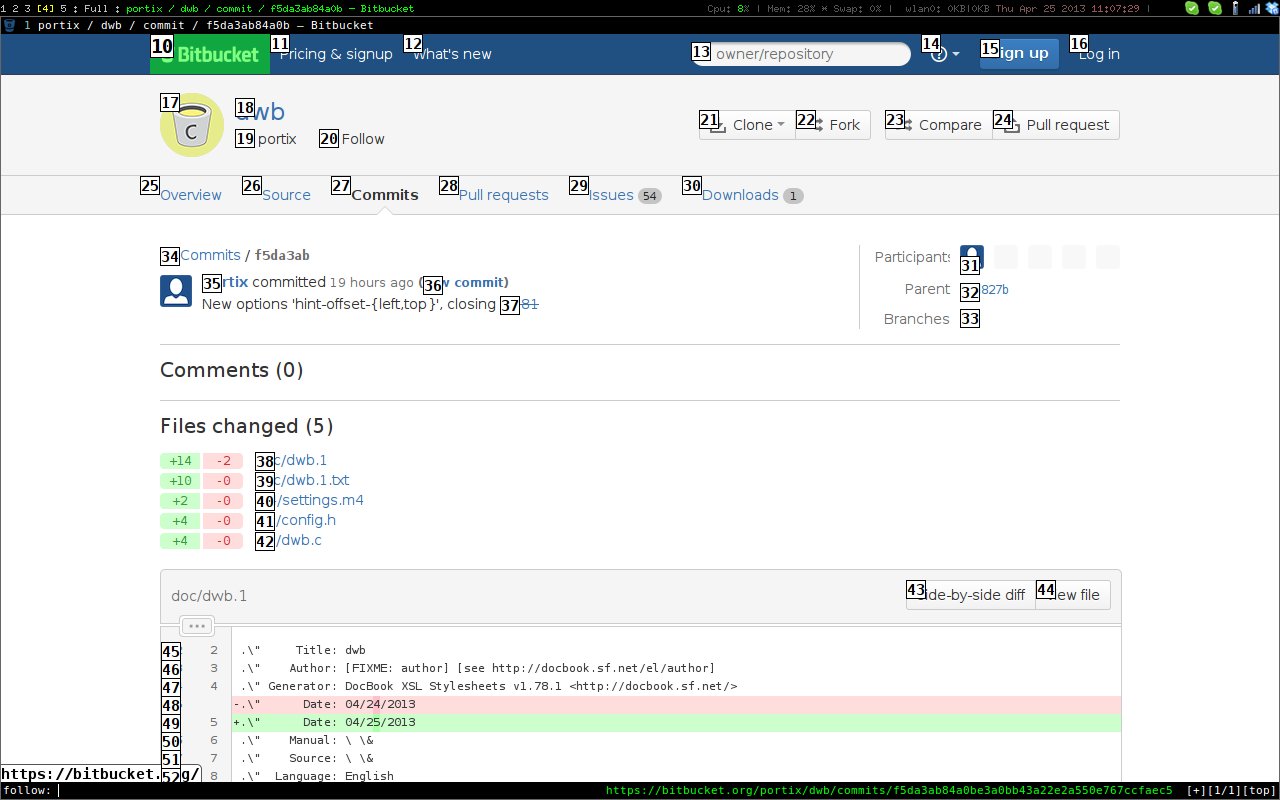 1 2 3 [4] 5 : Full : portix / dwb / commit / f5da3ab84a0b — Bitbucket Cpu: 8% | Mem: 28% * Swap: 0% | wlan0: 0KB|0KB Thu Apr 25 2013 11:07:29 |
1 portix / dwb / commit / f5da3ab84a0b — Bitbucket
10 Bitbucket 11 Pricing & signup 12 What's new 13 owner/repository 14 15 ign up 16 Log in
17 18 dwb
19 portix 20 Follow 21 Clone 22 Fork 23 Compare 24 Pull request
25 Overview 26 Source 27 Commits 28 Pull requests 29 Issues 54 30 Downloads 1
34 Commits / f5da3ab Participants 31
35 rtix committed 19 hours ago ( 36 w commit) Parent 32 827b
New options 'hint-offset-{left,top}', closing 37 81 Branches 33
Comments (0)
Files changed (5)
+14 -2 38 c/dwb.1
+10 -0 39 c/dwb.1.txt
+2 -0 40 /settings.m4
+4 -0 41 /config.h
+4 -0 42 /dwb.c
doc/dwb.1 43 ide-by-side diff 44 ew file
45 2 .\" Title: dwb
46 3 .\" Author: [FIXME: author] [see http://docbook.sf.net/el/author]
47 4 .\" Generator: DocBook XSL Stylesheets v1.78.1 <http://docbook.sf.net/>
48 -.\" Date: 04/24/2013
49 5 +.\" Date: 04/25/2013
50 6 .\" Manual: \ \&
51 7 .\" Source: \ \&
52 8 .\" Language: English
https://bitbucket. g/
follow: https://bitbucket.org/portix/dwb/commits/f5da3ab84a0be3a0bb43a22e2a550e767ccfaec5 [+][1/1][top]